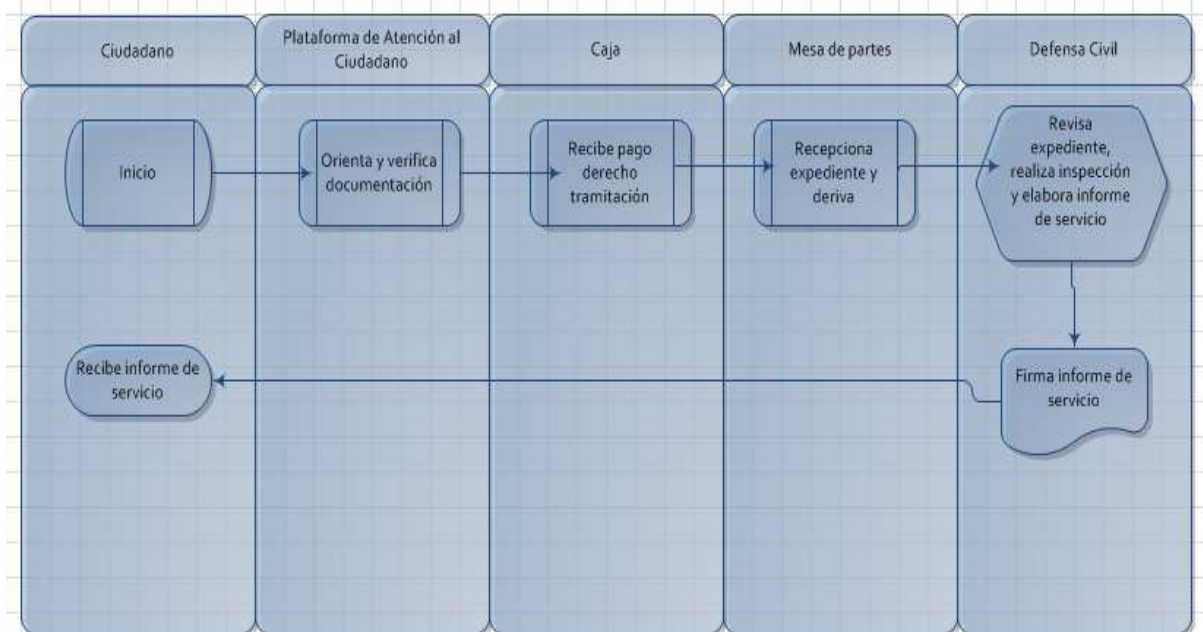 Ciudadano
Plataforma de Atención al
Ciudadano
Caja
Mesa de partes
Defensa Civil
Inicio
Orienta y verifica
documentación
Recibe pago
derecho
tramitación
Recepciona
expediente y
deriva
Revisa
expediente,
realiza inspección
y elabora informe
de servicio
Recibe informe de
servicio
Firma informe de
servicio